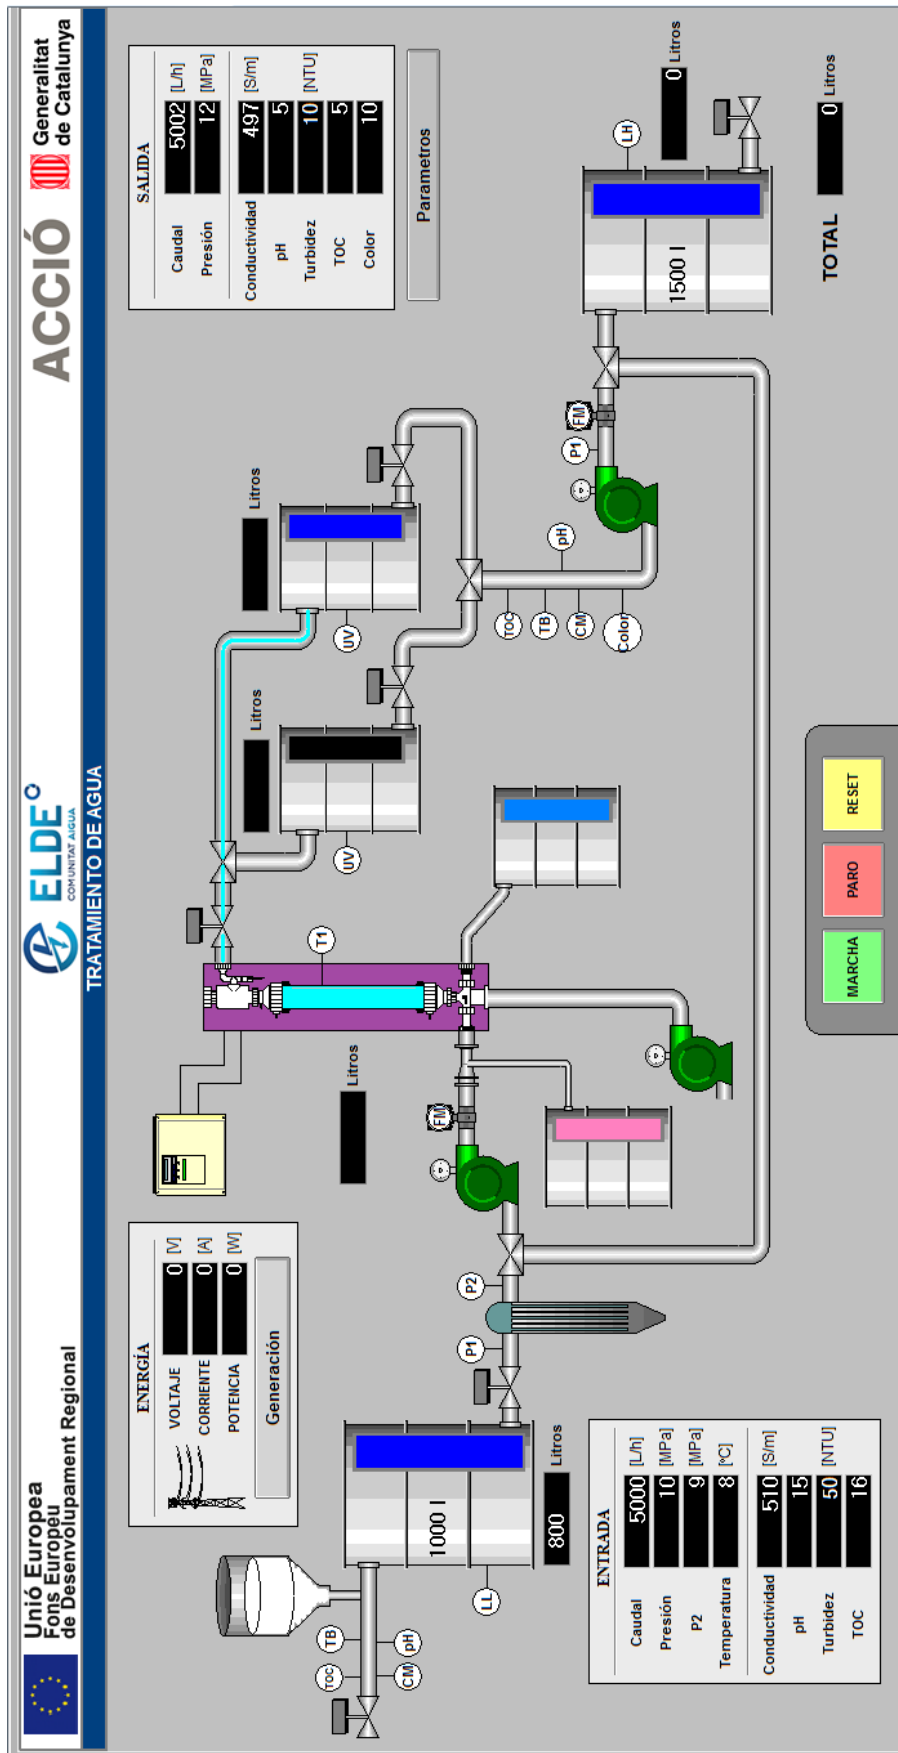 Unió Europea
Fons Europeu
de Desenvolupament Regional
ELDE
COMUNITAT AIGUA
ACCIÓ
Generalitat
de Catalunya
TRATAMIENTO DE AGUA
ENERGÍA
VOLTAJE 0 [V]
CORRIENTE 0 [A]
POTENCIA 0 [W]
Generación
SALIDA
Caudal 5002 [L/h]
Presión 12 [MPa]
Conductividad 497 [S/m]
pH 5
Turbidez 10 [NTU]
TOC 5
Color 10
Parametros
Litros
Litros
Litros
T1
UV
UV
FM
TOC
TB
pH
CM
LL
1000 l
800 Litros
P1
P2
TOC
TB
CM
Color
pH
P1
FM
LH
1500 l
0 Litros
TOTAL 0 Litros
ENTRADA
Caudal 5000 [L/h]
Presión 10 [MPa]
P2 9 [MPa]
Temperatura 8 [ºC]
Conductividad 510 [S/m]
pH 15
Turbidez 50 [NTU]
TOC 16
MARCHA
PARO
RESET